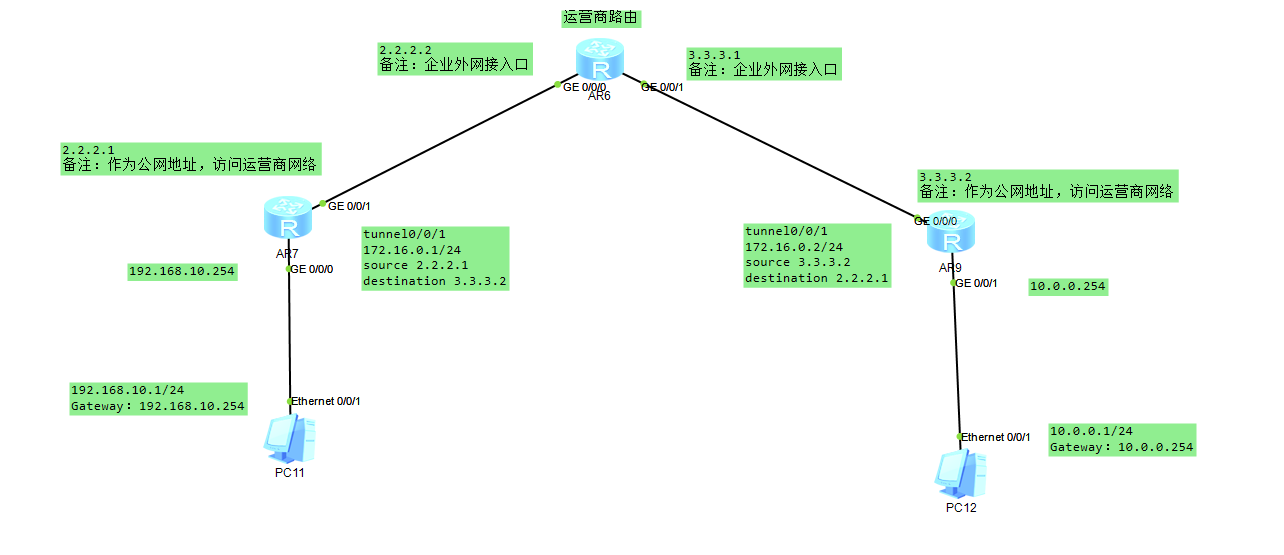 运营商路由
2.2.2.2
备注：企业外网接入口
3.3.3.1
备注：企业外网接入口
R
GE 0/0/0
GE 0/0/1
AR6
2.2.2.1
备注：作为公网地址，访问运营商网络
3.3.3.2
备注：作为公网地址，访问运营商网络
R
GE 0/0/1
AR7
GE 0/0/0
tunnel0/0/1
172.16.0.1/24
source 2.2.2.1
destination 3.3.3.2
tunnel0/0/1
172.16.0.2/24
source 3.3.3.2
destination 2.2.2.1
GE 0/0/0
R
AR9
GE 0/0/1
192.168.10.254
10.0.0.254
192.168.10.1/24
Gateway：192.168.10.254
Ethernet 0/0/1
PC11
Ethernet 0/0/1
10.0.0.1/24
Gateway：10.0.0.254
PC12